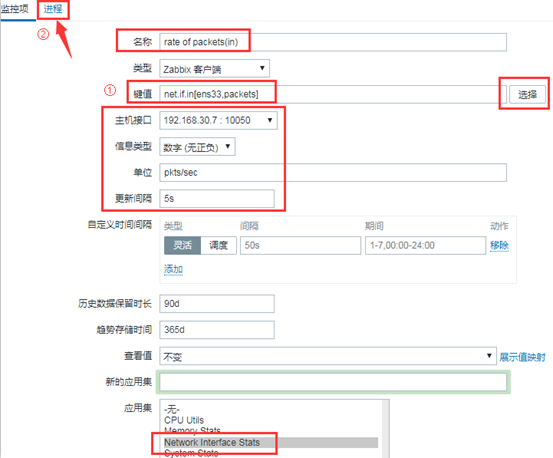 监控项 进程
②
名称 rate of packets(in)
类型 Zabbix 客户端
① 键值 net.if.in[ens33,packets] 选择
主机接口 192.168.30.7 : 10050
信息类型 数字 (无正负)
单位 pkts/sec
更新间隔 5s
自定义时间间隔 类型 间隔 期间 动作
灵活 调度 50s 1-7,00:00-24:00 移除
添加
历史数据保留时长 90d
趋势存储时间 365d
查看值 不变 展示值映射
新的应用集
应用集 -无-
CPU Utils
Memory Stats
Network Interface Stats
System Stats